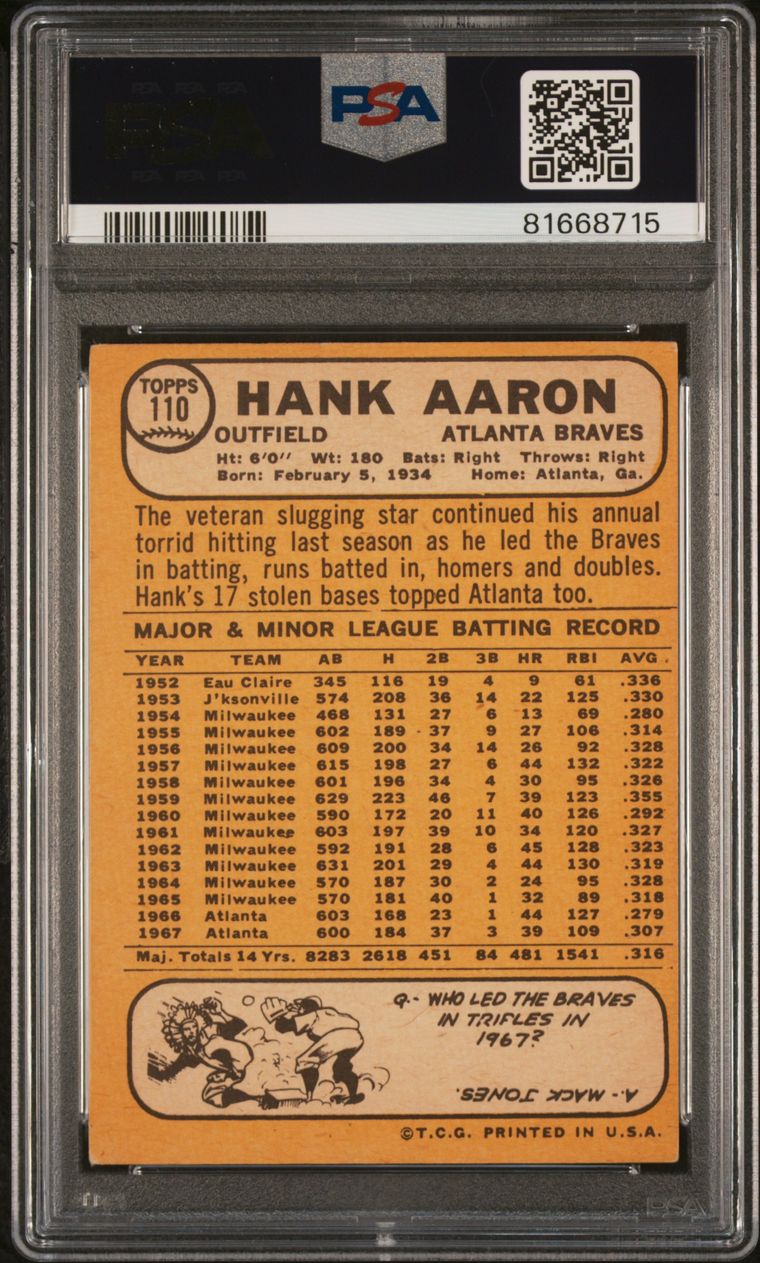 PSA
81668715
TOPPS
110
HANK AARON
OUTFIELD ATLANTA BRAVES
Ht: 6'0'' Wt: 180 Bats: Right Throws: Right
Born: February 5, 1934 Home: Atlanta, Ga.
The veteran slugging star continued his annual
torrid hitting last season as he led the Braves
in batting, runs batted in, homers and doubles.
Hank's 17 stolen bases topped Atlanta too.
MAJOR & MINOR LEAGUE BATTING RECORD
YEAR TEAM AB H 2B 3B HR RBI AVG.
1952 Eau Claire 345 116 19 4 9 61 .336
1953 J'ksonville 574 208 36 14 22 125 .330
1954 Milwaukee 468 131 27 6 13 69 .280
1955 Milwaukee 602 189 37 9 27 106 .314
1956 Milwaukee 609 200 34 14 26 92 .328
1957 Milwaukee 615 198 27 6 44 132 .322
1958 Milwaukee 601 196 34 4 30 95 .326
1959 Milwaukee 629 223 46 7 39 123 .355
1960 Milwaukee 590 172 20 11 40 126 .292
1961 Milwaukee 603 197 39 10 34 120 .327
1962 Milwaukee 592 191 28 6 45 128 .323
1963 Milwaukee 631 201 29 4 44 130 .319
1964 Milwaukee 570 187 30 2 24 95 .328
1965 Milwaukee 570 181 40 1 32 89 .318
1966 Atlanta 603 168 23 1 44 127 .279
1967 Atlanta 600 184 37 3 39 109 .307
Maj. Totals 14 Yrs. 8283 2618 451 84 481 1541 .316
Q.- WHO LED THE BRAVES
IN TRIPLES IN
1967?
A.- MACK JONES.
©T.C.G. PRINTED IN U.S.A.
PSA